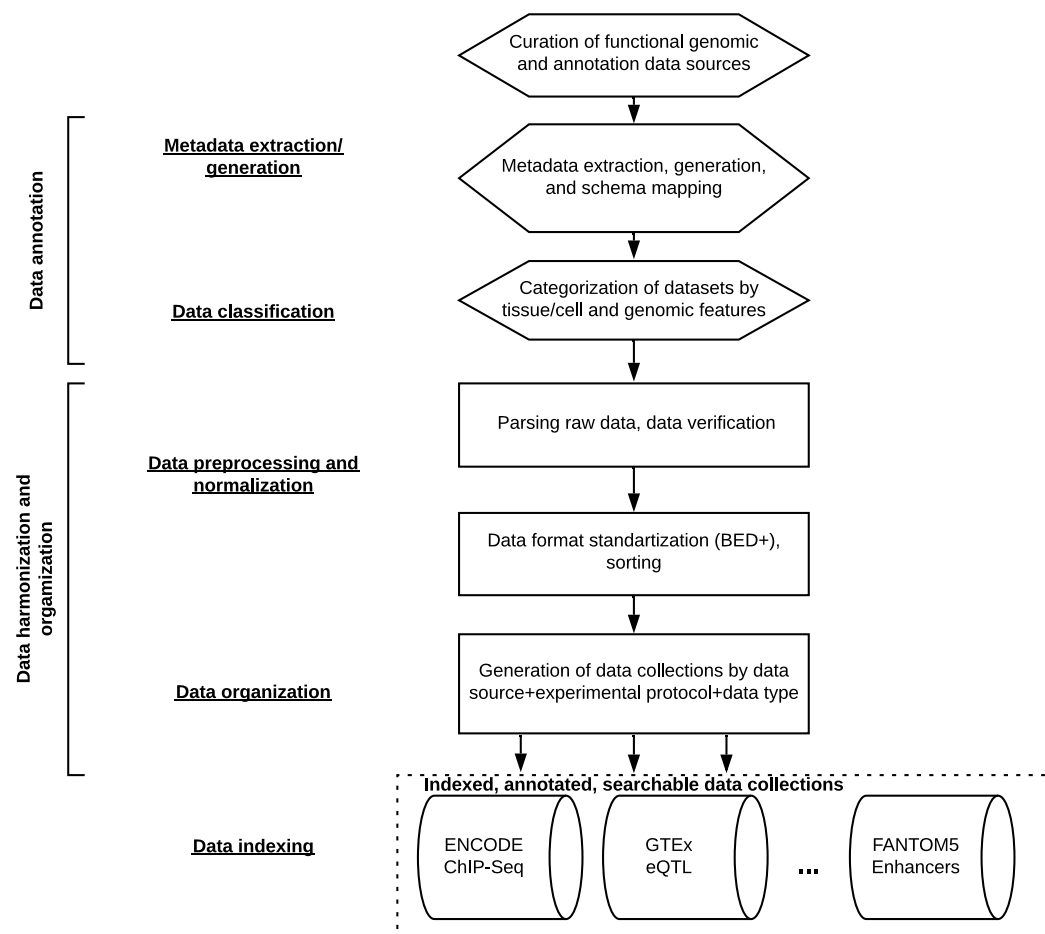 Curation of functional genomic
and annotation data sources
Data annotation
Metadata extraction/
generation
Metadata extraction, generation,
and schema mapping
Data classification
Categorization of datasets by
tissue/cell and genomic features
Data harmonization and
orgamization
Parsing raw data, data verification
Data preprocessing and
normalization
Data format standartization (BED+),
sorting
Data organization
Generation of data collections by data
source+experimental protocol+data type
Indexed, annotated, searchable data collections
Data indexing
ENCODE
ChIP-Seq
GTEx
eQTL
...
FANTOM5
Enhancers